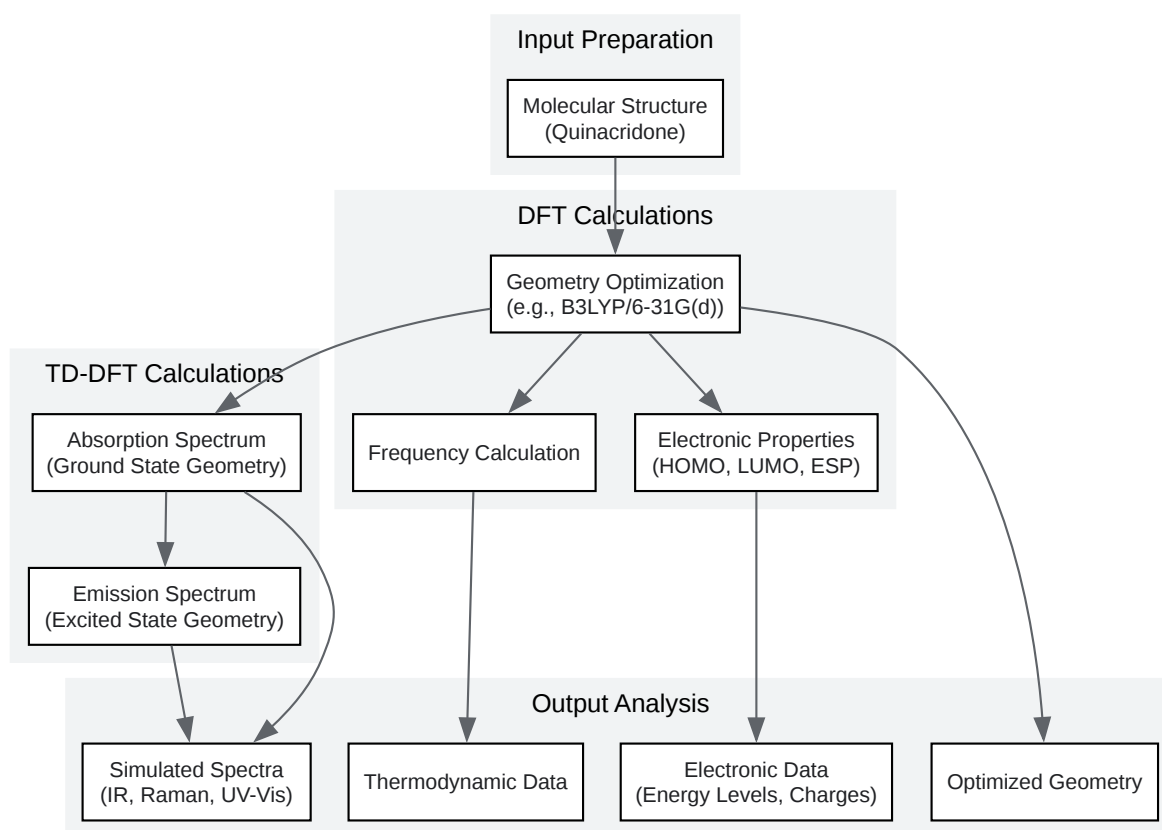 Input Preparation
Molecular Structure
(Quinacridone)
DFT Calculations
Geometry Optimization
(e.g., B3LYP/6-31G(d))
TD-DFT Calculations
Absorption Spectrum
(Ground State Geometry)
Frequency Calculation
Electronic Properties
(HOMO, LUMO, ESP)
Emission Spectrum
(Excited State Geometry)
Output Analysis
Simulated Spectra
(IR, Raman, UV-Vis)
Thermodynamic Data
Electronic Data
(Energy Levels, Charges)
Optimized Geometry